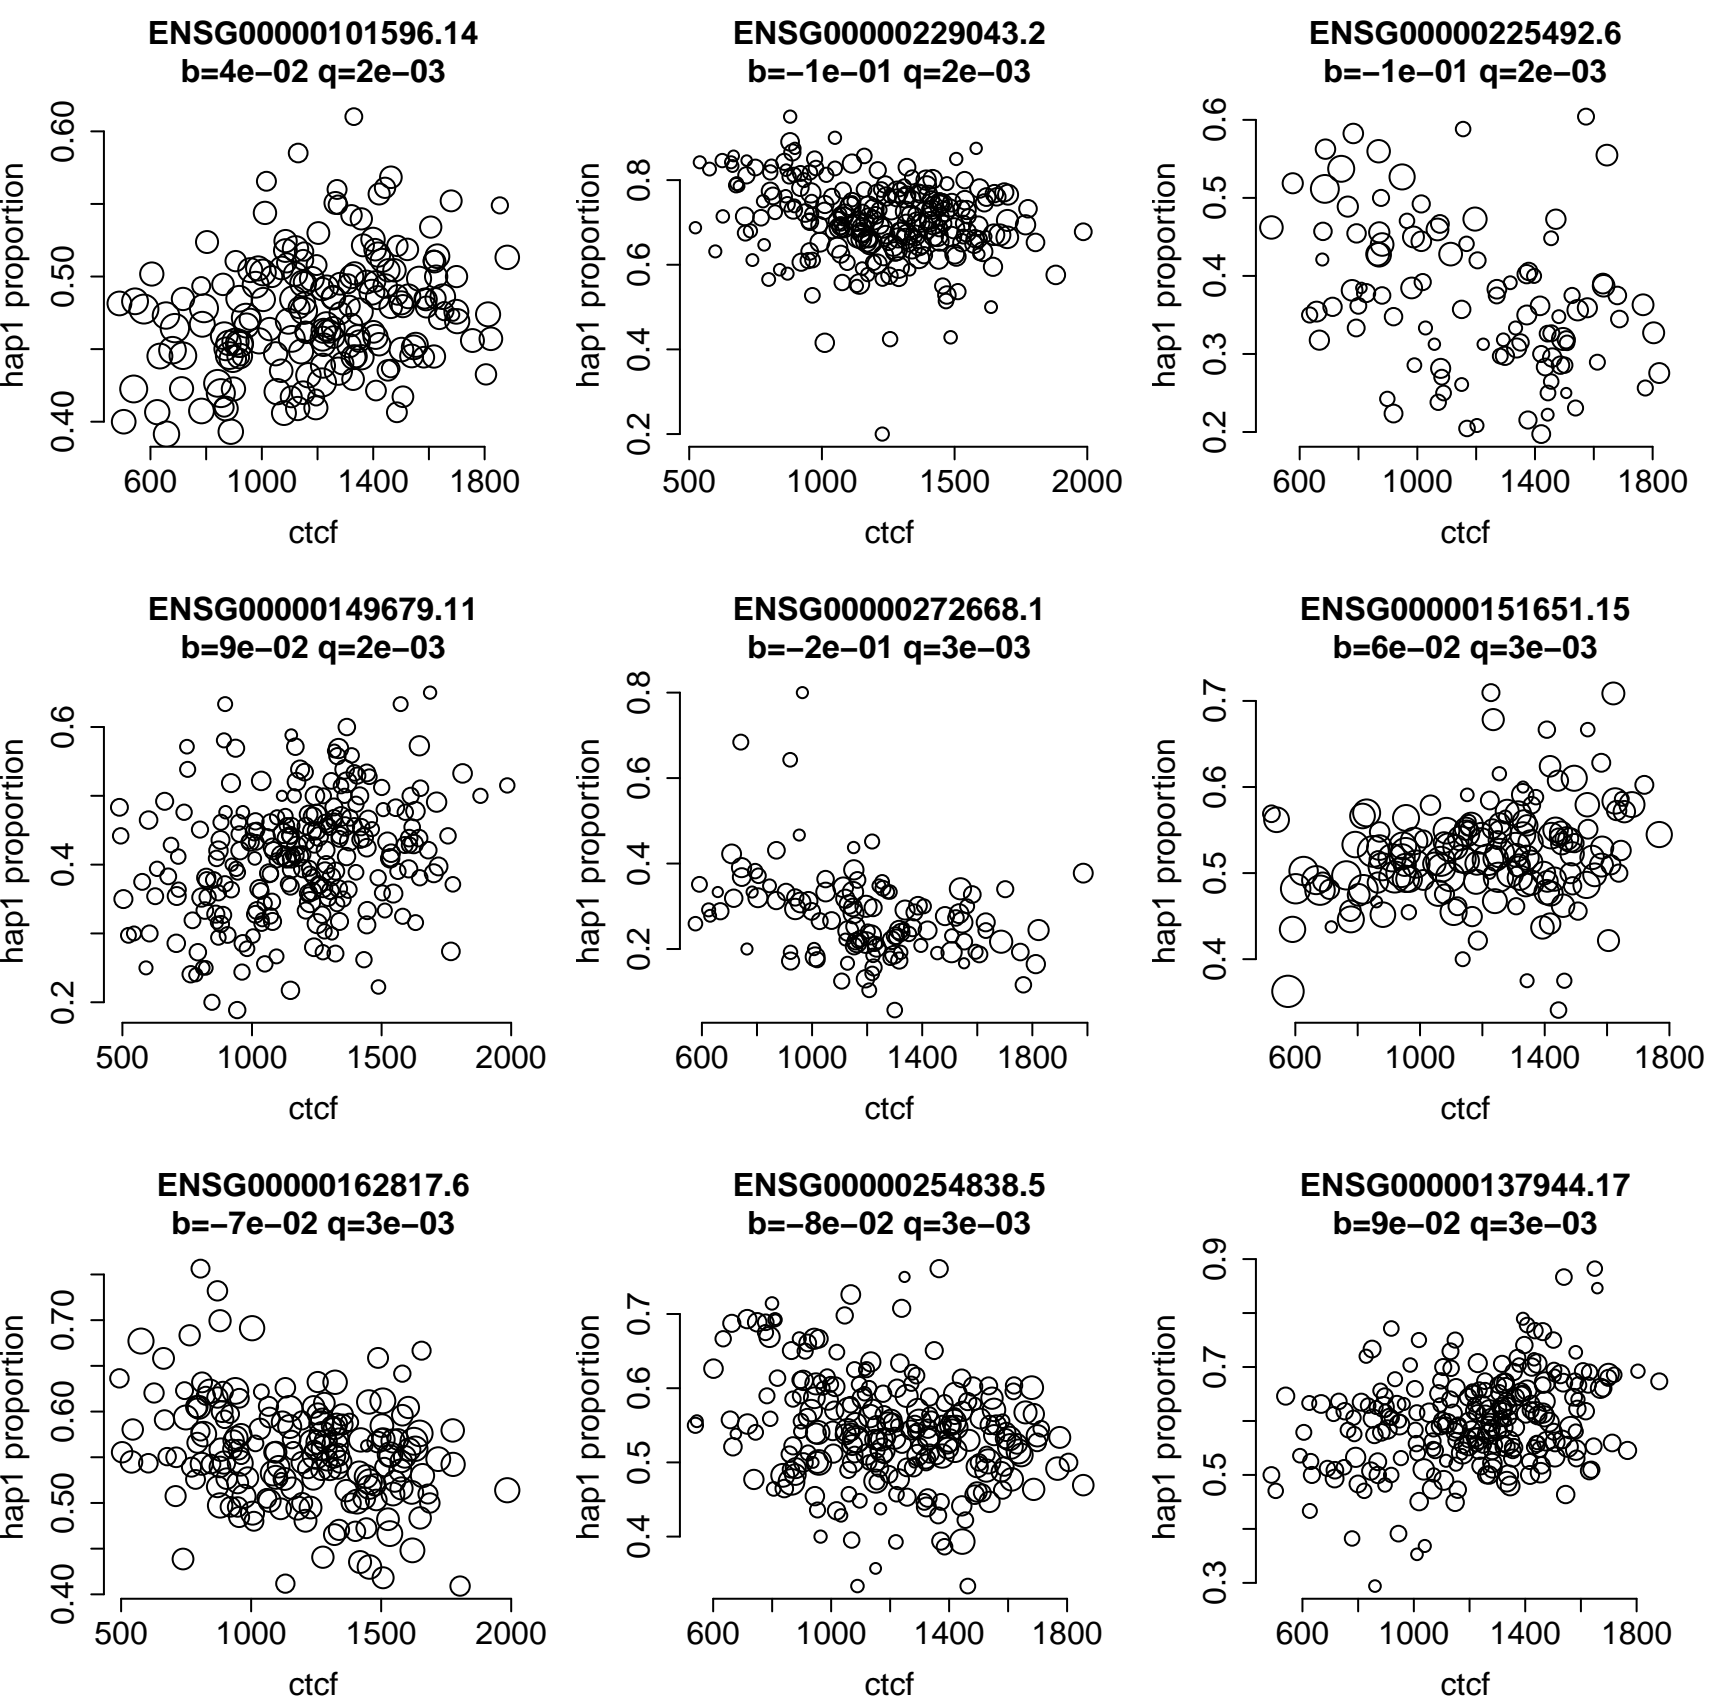 ENSG00000101596.14
b=4e−02 q=2e−03
hap1 proportion
0.40 0.50 0.60
600 1000 1400 1800
ctcf
ENSG00000229043.2
b=−1e−01 q=2e−03
hap1 proportion
0.2 0.4 0.6 0.8
500 1000 1500 2000
ctcf
ENSG00000225492.6
b=−1e−01 q=2e−03
hap1 proportion
0.2 0.3 0.4 0.5 0.6
600 1000 1400 1800
ctcf
ENSG00000149679.11
b=9e−02 q=2e−03
hap1 proportion
0.2 0.4 0.6
500 1000 1500 2000
ctcf
ENSG00000272668.1
b=−2e−01 q=3e−03
hap1 proportion
0.2 0.4 0.6 0.8
600 1000 1400 1800
ctcf
ENSG00000151651.15
b=6e−02 q=3e−03
hap1 proportion
0.4 0.5 0.6 0.7
600 1000 1400 1800
ctcf
ENSG00000162817.6
b=−7e−02 q=3e−03
hap1 proportion
0.40 0.50 0.60 0.70
500 1000 1500 2000
ctcf
ENSG00000254838.5
b=−8e−02 q=3e−03
hap1 proportion
0.4 0.5 0.6 0.7
600 1000 1400 1800
ctcf
ENSG00000137944.17
b=9e−02 q=3e−03
hap1 proportion
0.3 0.5 0.7 0.9
600 1000 1400 1800
ctcf